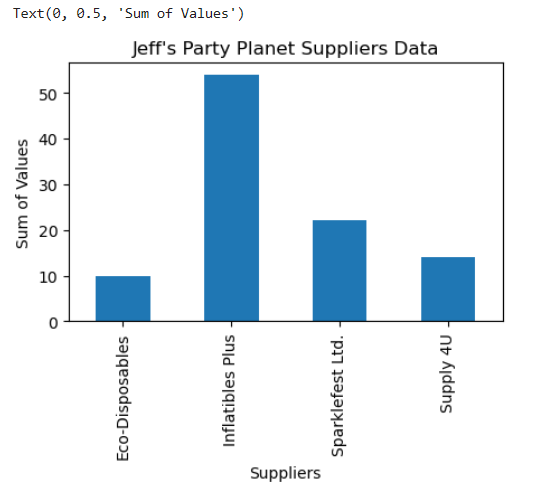 Text(0, 0.5, 'Sum of Values')
Jeff's Party Planet Suppliers Data
Sum of Values
50
40
30
20
10
0
Eco-Disposables
Inflatibles Plus
Sparklefest Ltd.
Supply 4U
Suppliers